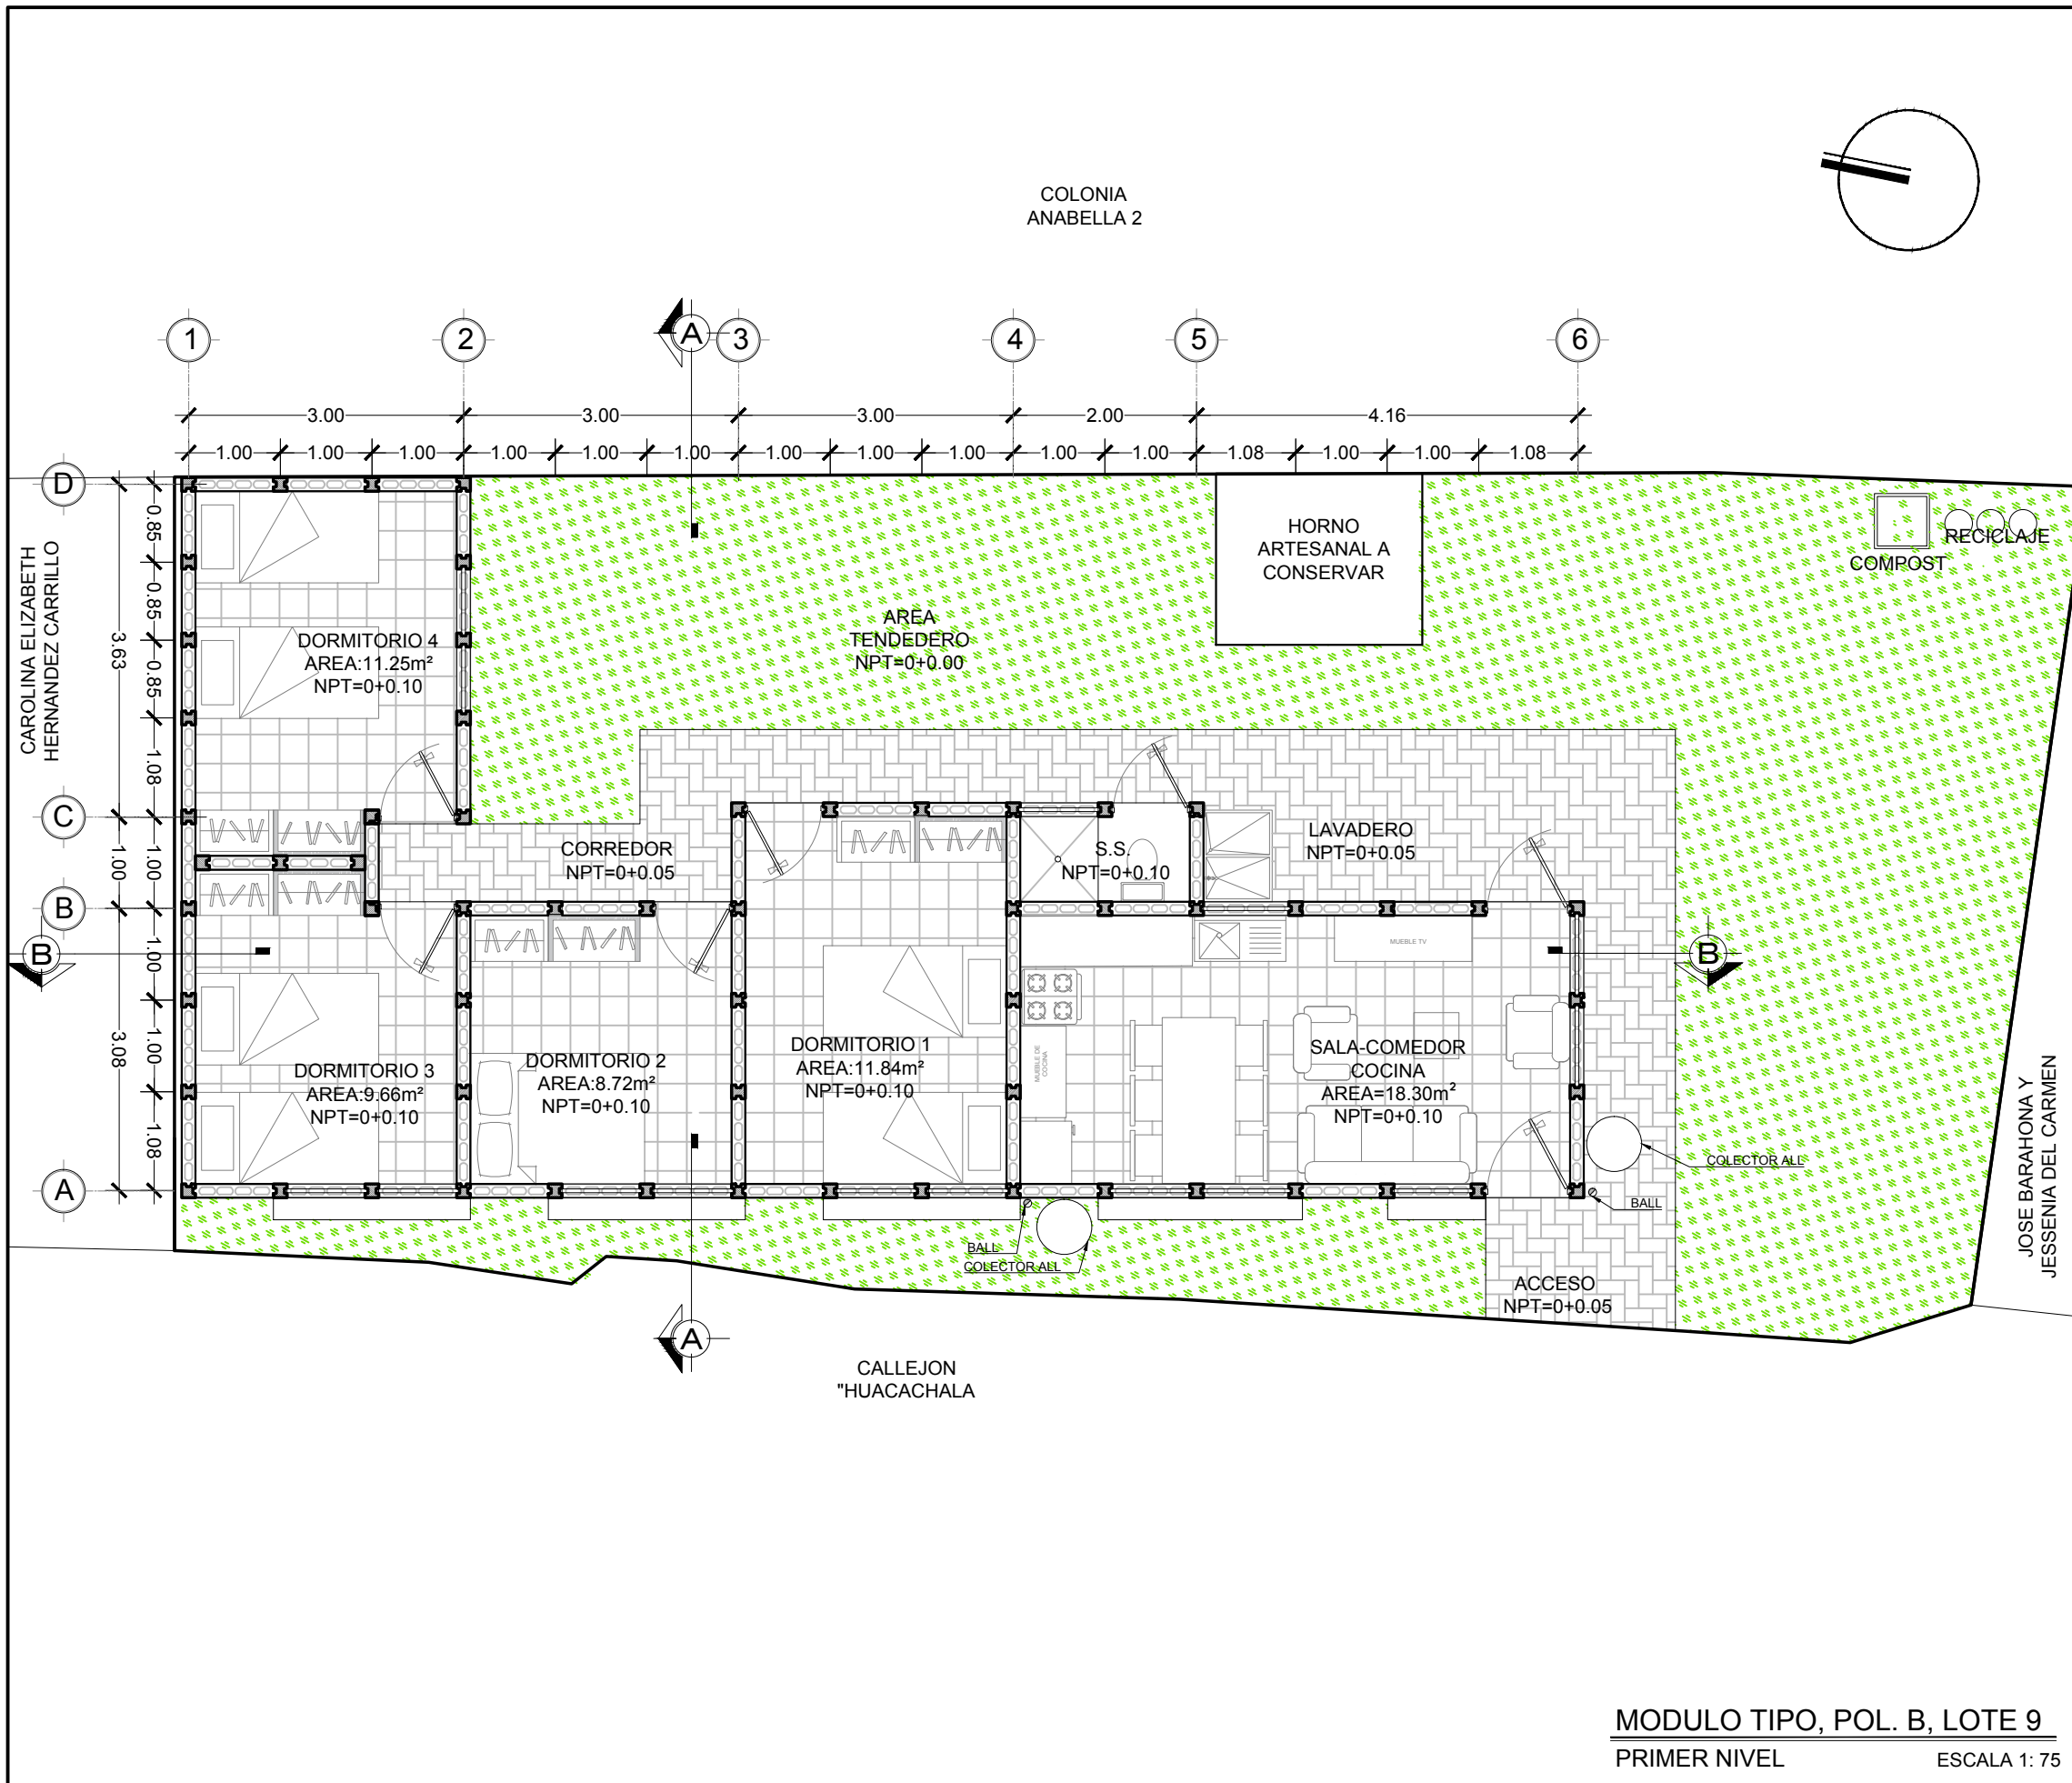 COLONIA
ANABELLA 2
1
2
A
3
4
5
6
3.00
3.00
3.00
2.00
4.16
1.00
1.00
1.00
1.00
1.00
1.00
1.00
1.00
1.00
1.00
1.00
1.08
1.00
1.00
1.08
D
C
B
B
A
3.63
1.00
3.08
0.85
0.85
0.85
1.08
1.00
1.00
1.00
1.08
CAROLINA ELIZABETH
HERNANDEZ CARRILLO
HORNO
ARTESANAL A
CONSERVAR
RECICLAJE
COMPOST
AREA
TENDEDERO
NPT=0+0.00
DORMITORIO 4
AREA:11.25m²
NPT=0+0.10
CORREDOR
NPT=0+0.05
S.S.
NPT=0+0.10
LAVADERO
NPT=0+0.05
MUEBLE TV
B
MUEBLE DE
COCINA
DORMITORIO 3
AREA:9.66m²
NPT=0+0.10
DORMITORIO 2
AREA:8.72m²
NPT=0+0.10
DORMITORIO 1
AREA:11.84m²
NPT=0+0.10
SALA-COMEDOR
COCINA
AREA=18.30m²
NPT=0+0.10
COLECTOR ALL
BALL
BALL
COLECTOR ALL
ACCESO
NPT=0+0.05
JOSE BARAHONA Y
JESSENIA DEL CARMEN
A
CALLEJON
"HUACACHALA
MODULO TIPO, POL. B, LOTE 9
PRIMER NIVEL
ESCALA 1: 75